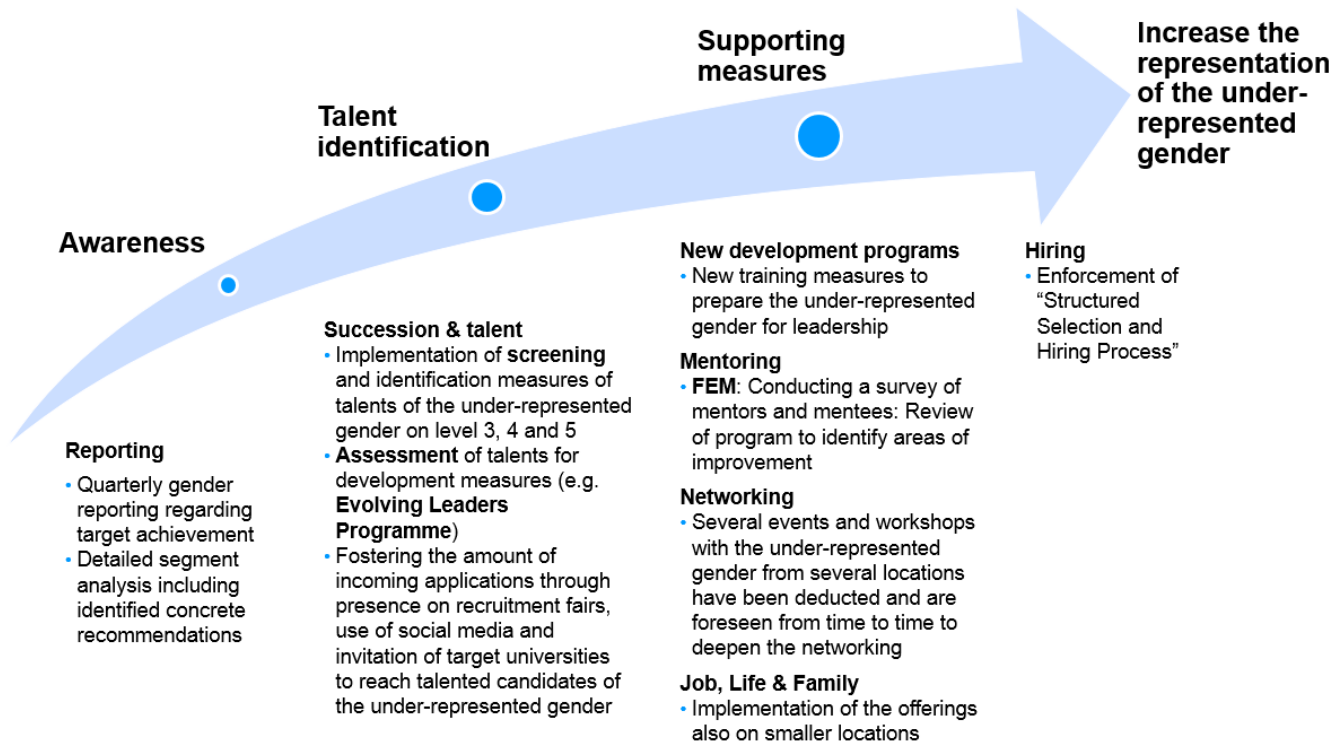 Awareness
Reporting
• Quarterly gender
reporting regarding
target achievement
• Detailed segment
analysis including
identified concrete
recommendations
Talent
identification
Succession & talent
• Implementation of screening
and identification measures of
talents of the under-represented
gender on level 3, 4 and 5
• Assessment of talents for
development measures (e.g.
Evolving Leaders
Programme)
• Fostering the amount of
incoming applications through
presence on recruitment fairs,
use of social media and
invitation of target universities
to reach talented candidates of
the under-represented gender
Supporting
measures
New development programs
• New training measures to
prepare the under-represented
gender for leadership
Mentoring
• FEM: Conducting a survey of
mentors and mentees: Review
of program to identify areas of
improvement
Networking
• Several events and workshops
with the under-represented
gender from several locations
have been deducted and are
foreseen from time to time to
deepen the networking
Job, Life & Family
• Implementation of the offerings
also on smaller locations
Increase the
representation
of the under-
represented
gender
Hiring
• Enforcement of
“Structured
Selection and
Hiring Process”